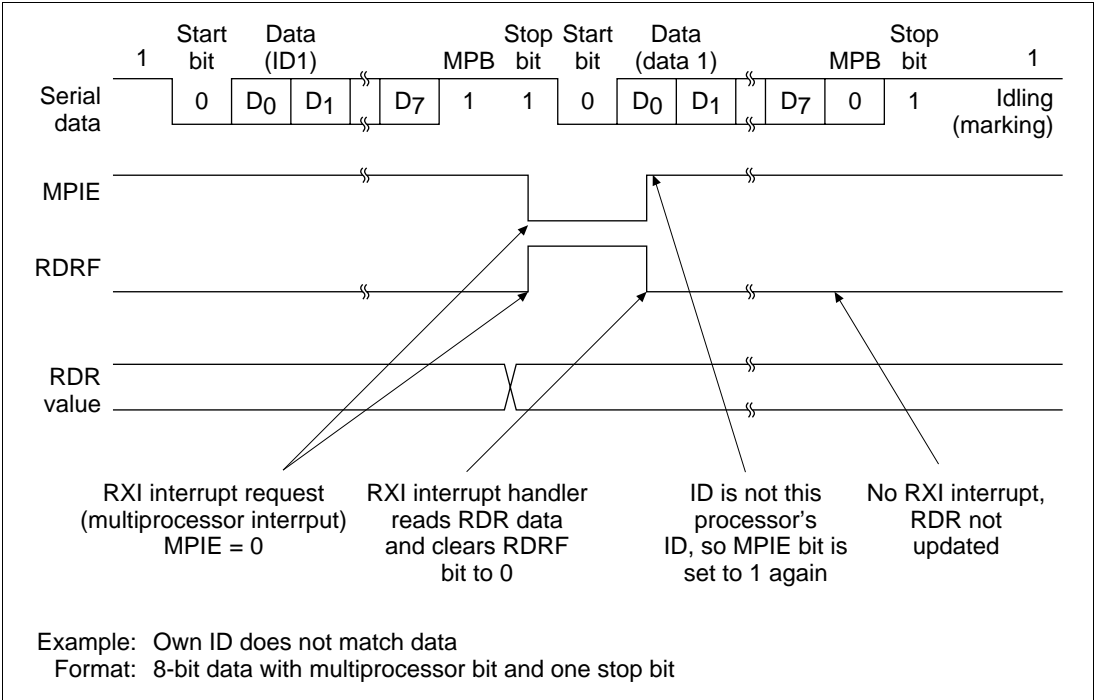 1 Start bit Data (ID1) MPB Stop bit Start bit Data (data 1) MPB Stop bit 1
Serial data 0 D0 D1 D7 1 1 0 D0 D1 D7 0 1 Idling (marking)
MPIE
RDRF
RDR value
RXI interrupt request
(multiprocessor interrput)
MPIE = 0
RXI interrupt handler
reads RDR data
and clears RDRF
bit to 0
ID is not this
processor's
ID, so MPIE bit is
set to 1 again
No RXI interrupt,
RDR not
updated
Example: Own ID does not match data
Format: 8-bit data with multiprocessor bit and one stop bit